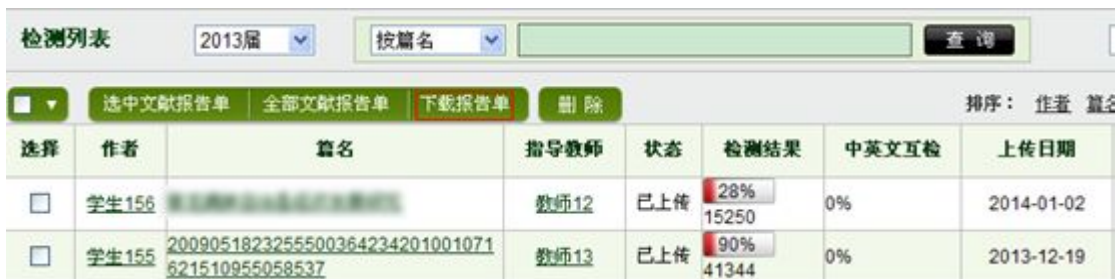 检测列表 2013届 按篇名 查 询
选中文献报告单 全部文献报告单 下载报告单 删 除 排序： 作者 篇名
选择 作者 篇名 指导教师 状态 检测结果 中英文互检 上传日期
学生156 教师12 已上传 28% 15250 0% 2014-01-02
学生155 200905182325550036423420100107​1 教师13 已上传 90% 0% 2013-12-19
621510955058537 41344